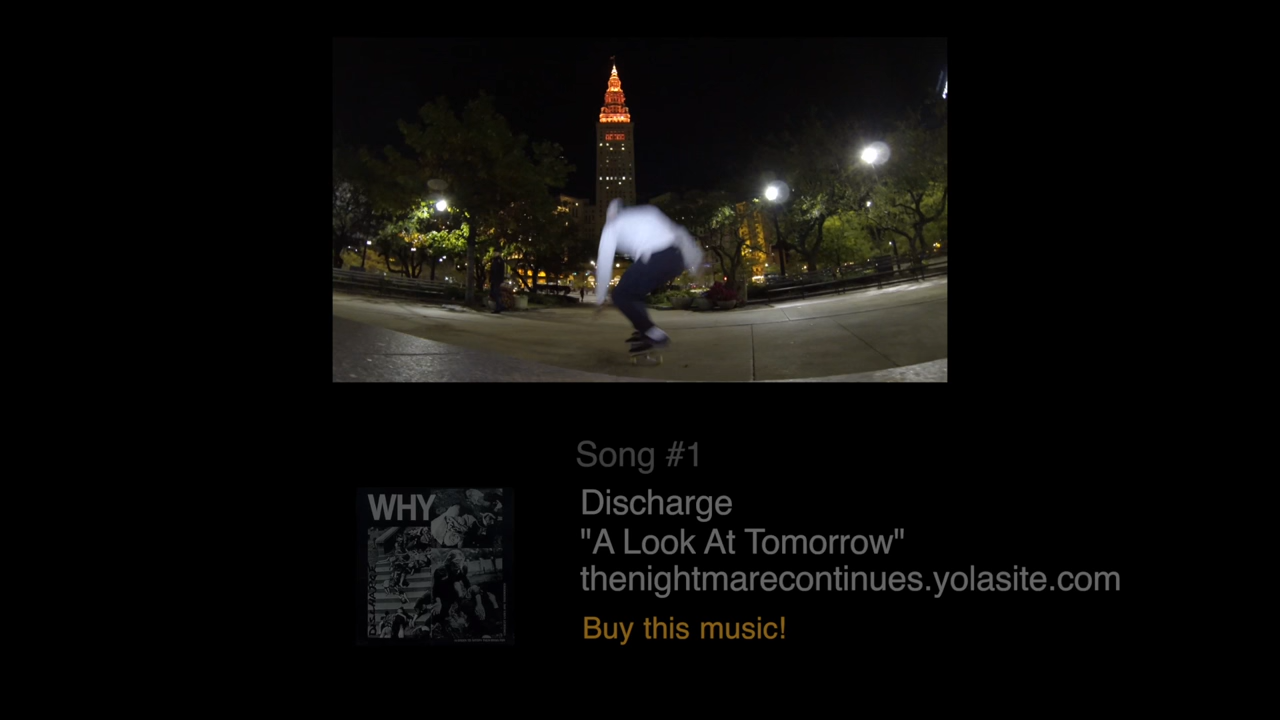 Song #1
Discharge
"A Look At Tomorrow"
thenightmarecontinues.yolasite.com
Buy this music!
WHY